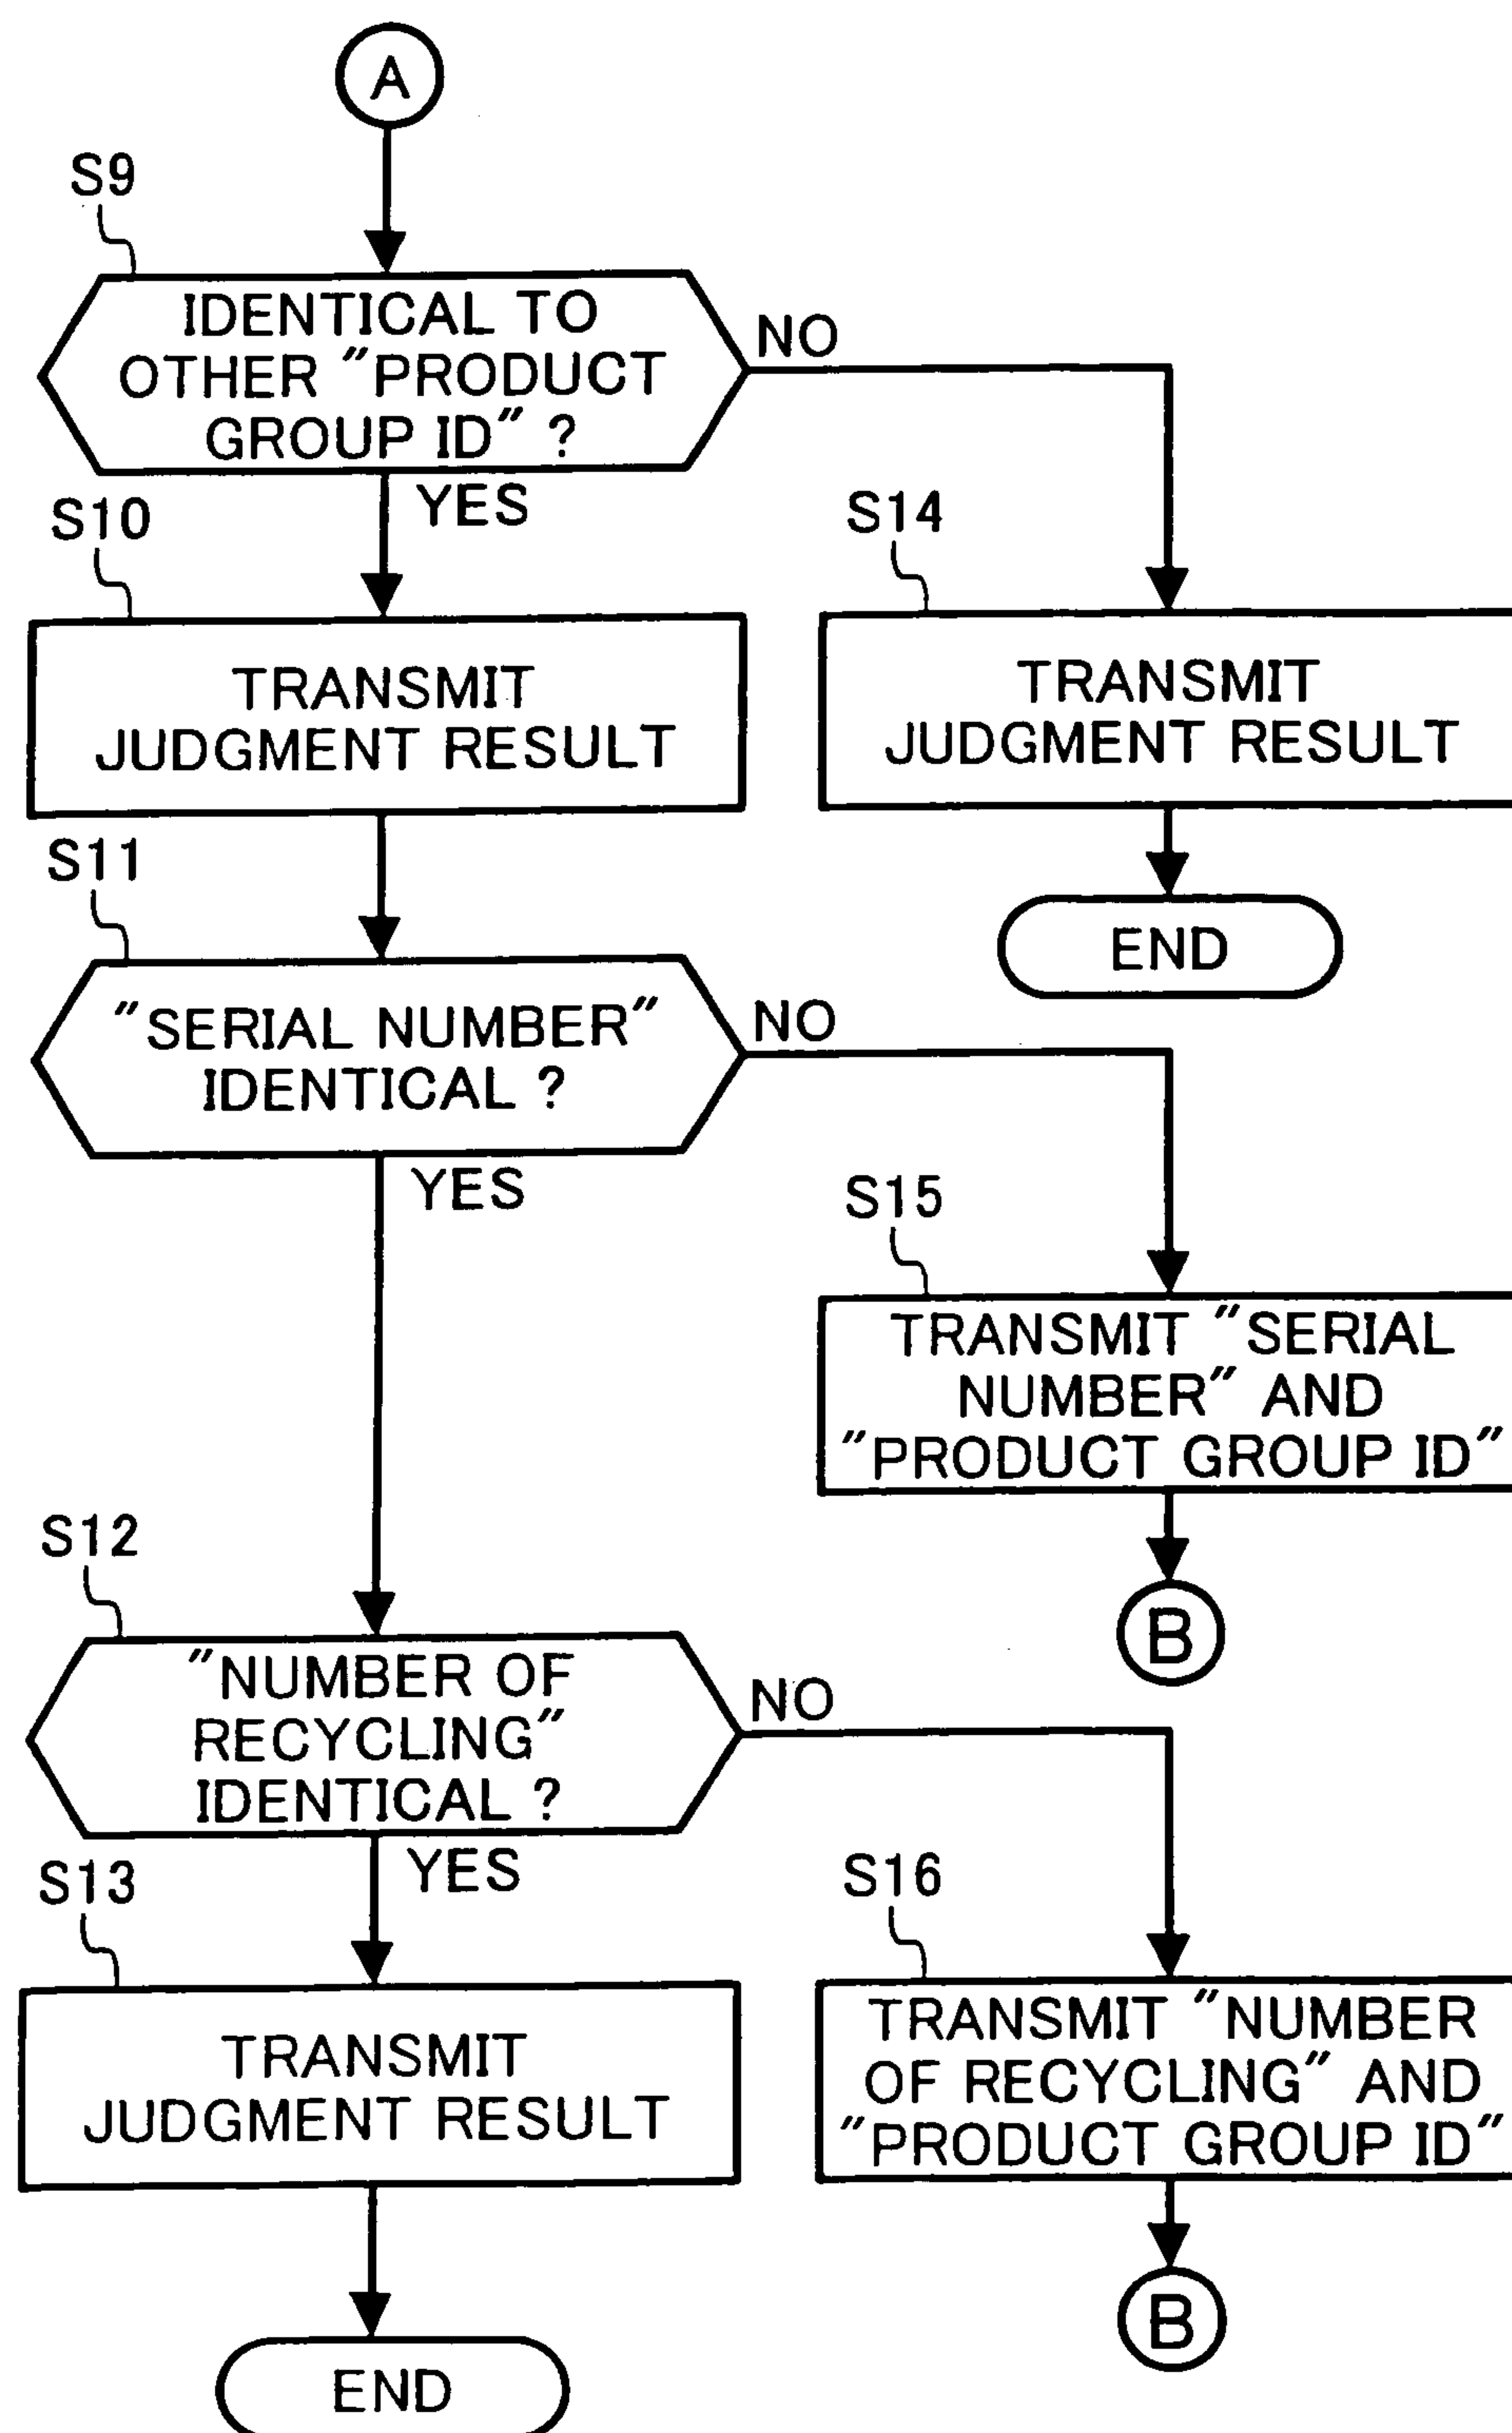 A
S9
IDENTICAL TO
OTHER "PRODUCT
GROUP ID" ?
NO
YES
S10
TRANSMIT
JUDGMENT RESULT
S14
TRANSMIT
JUDGMENT RESULT
END
S11
"SERIAL NUMBER"
IDENTICAL ?
NO
YES
S15
TRANSMIT "SERIAL
NUMBER" AND
"PRODUCT GROUP ID"
B
S12
"NUMBER OF
RECYCLING"
IDENTICAL ?
NO
YES
S13
TRANSMIT
JUDGMENT RESULT
END
S16
TRANSMIT "NUMBER
OF RECYCLING" AND
"PRODUCT GROUP ID"
B